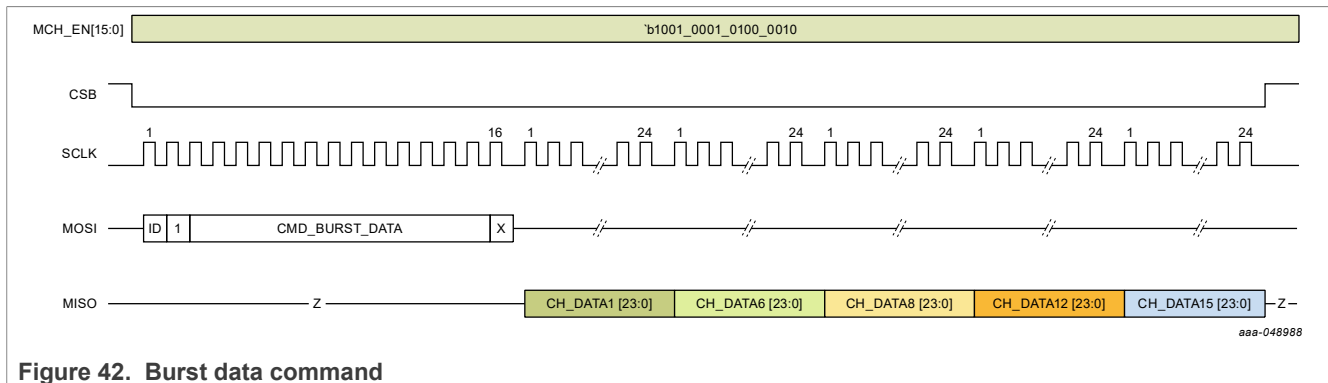 MCH_EN[15:0] `b1001_0001_0100_0010
CSB
1 16 1 24 1 24 1 24 1 24 1 24
SCLK
MOSI ID 1 CMD_BURST_DATA X
MISO Z CH_DATA1 [23:0] CH_DATA6 [23:0] CH_DATA8 [23:0] CH_DATA12 [23:0] CH_DATA15 [23:0] Z
aaa-048988
Figure 42. Burst data command